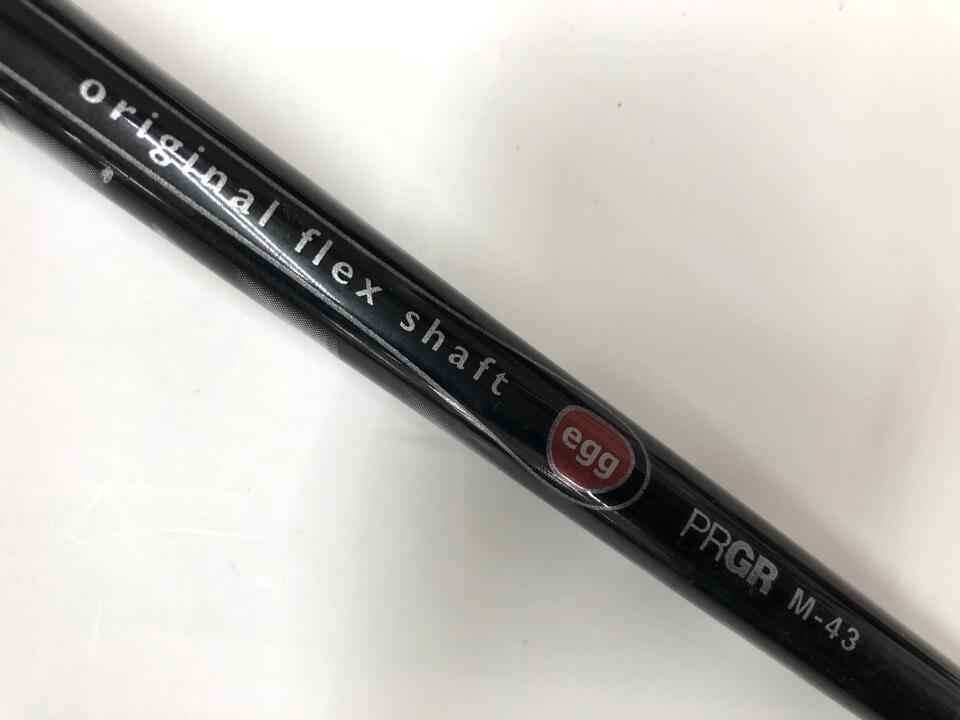 original flex shaft
egg
PRGR M-43